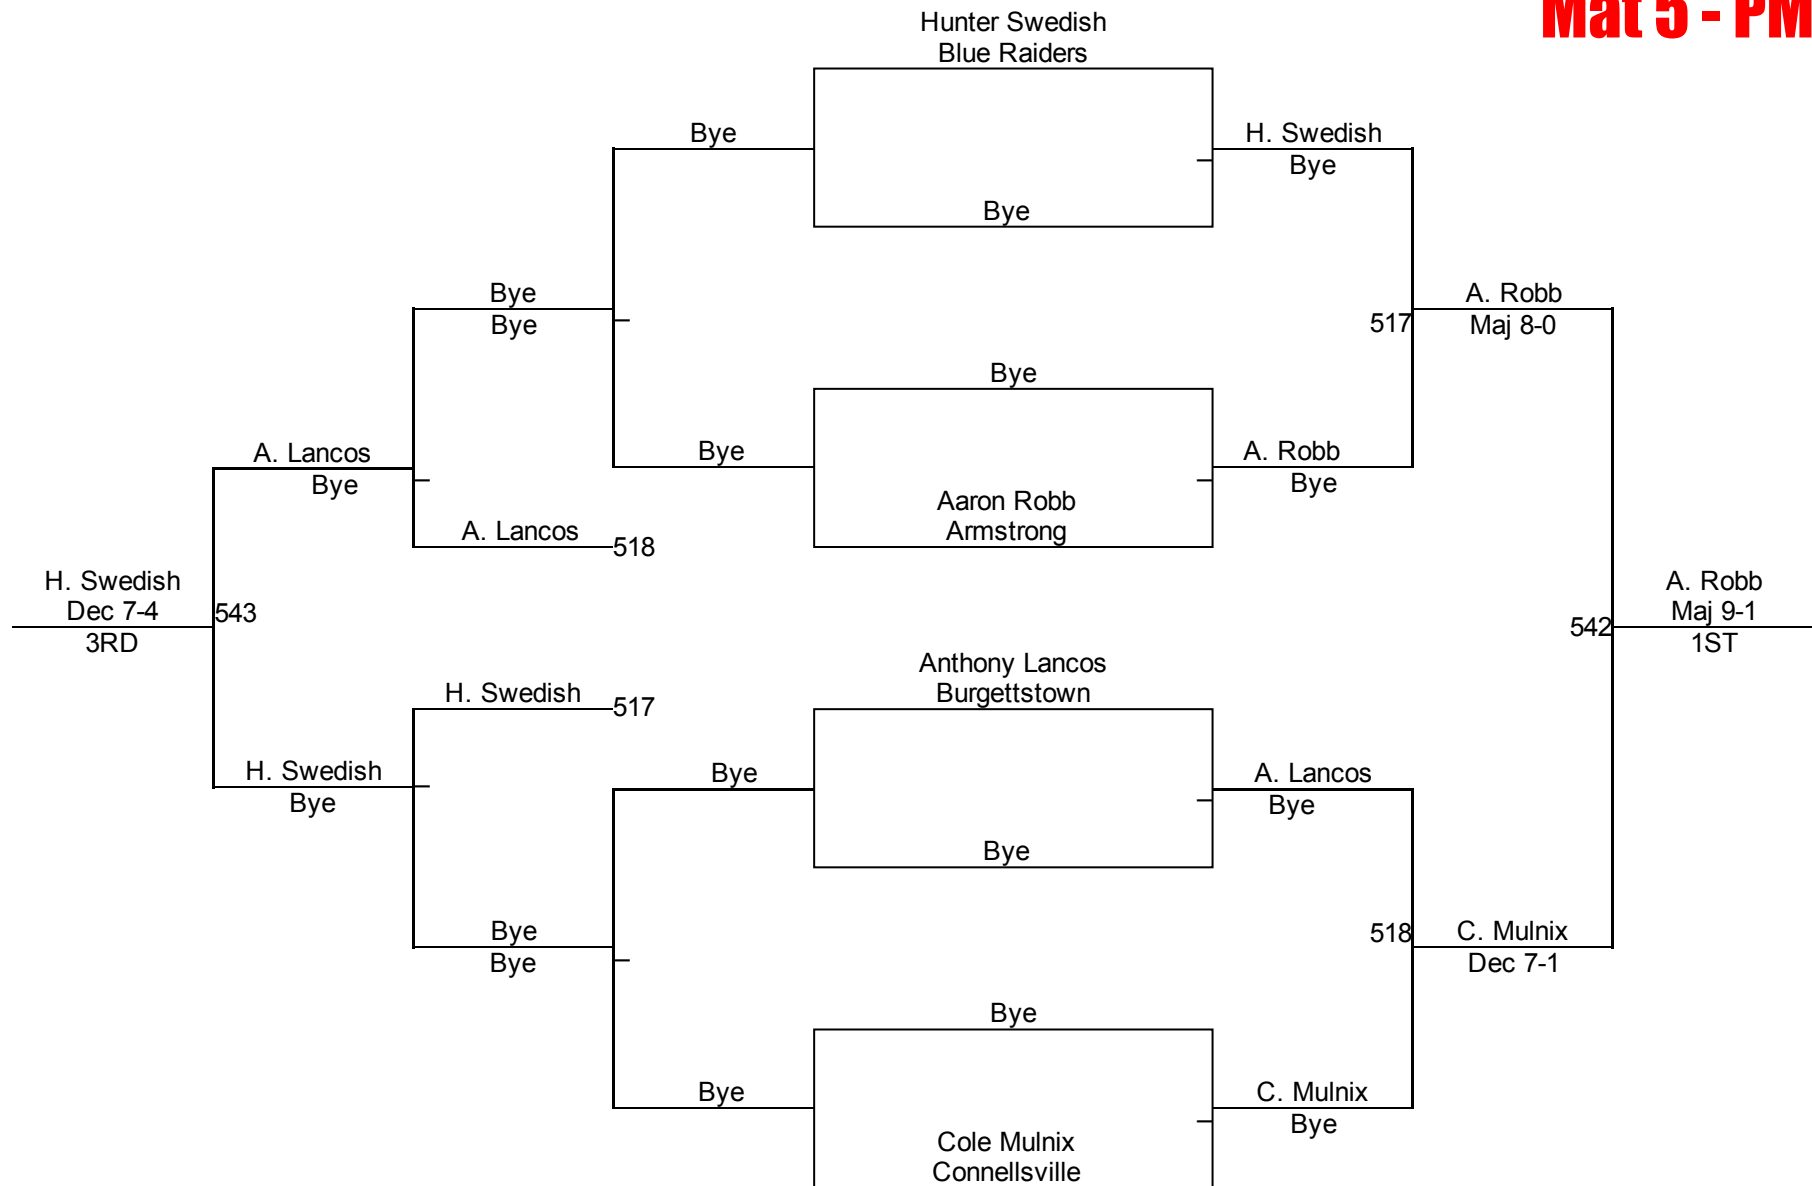 Mat 5 - PM
Hunter Swedish
Blue Raiders
Bye
H. Swedish
Bye
Bye
Bye
Bye
A. Robb
Maj 8-0
517
Bye
A. Lancos
Bye
Bye
A. Robb
Bye
Aaron Robb
Armstrong
A. Lancos
518
H. Swedish
Dec 7-4
3RD
543
A. Robb
Maj 9-1
1ST
542
Anthony Lancos
Burgettstown
H. Swedish
517
H. Swedish
Bye
Bye
A. Lancos
Bye
Bye
Bye
Bye
518
C. Mulnix
Dec 7-1
Bye
Bye
C. Mulnix
Bye
Cole Mulnix
Connellsville